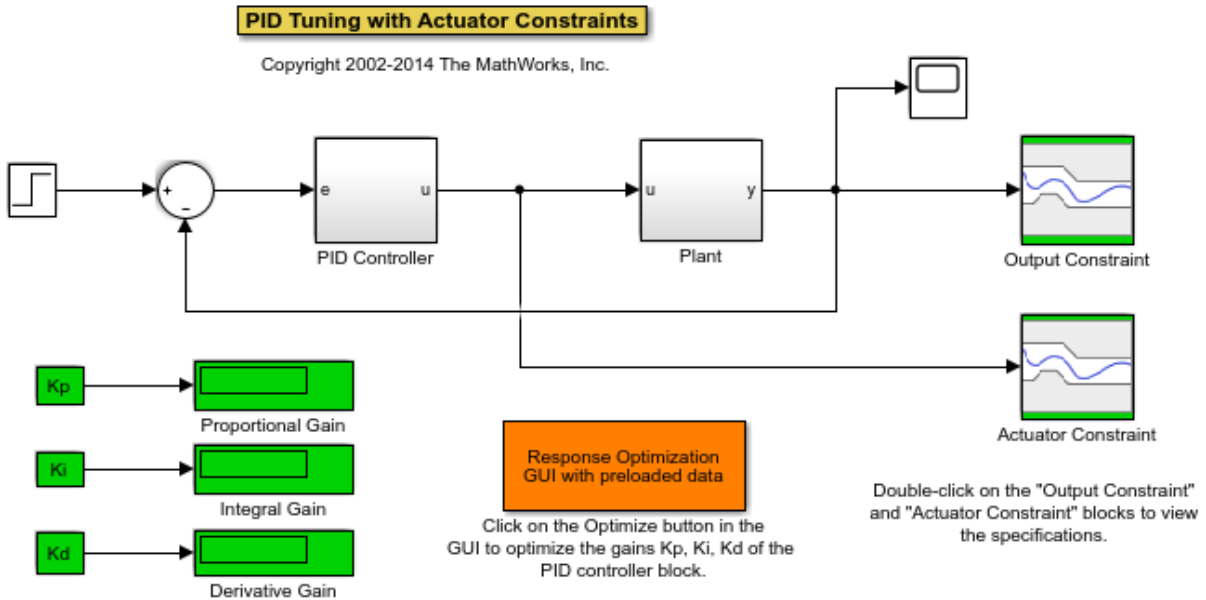 PID Tuning with Actuator Constraints
Copyright 2002-2014 The MathWorks, Inc.
+
-
e
u
PID Controller
u
y
Plant
Output Constraint
Kp
Proportional Gain
Ki
Integral Gain
Kd
Derivative Gain
Response Optimization
GUI with preloaded data
Click on the Optimize button in the
GUI to optimize the gains Kp, Ki, Kd of the
PID controller block.
Actuator Constraint
Double-click on the "Output Constraint"
and "Actuator Constraint" blocks to view
the specifications.